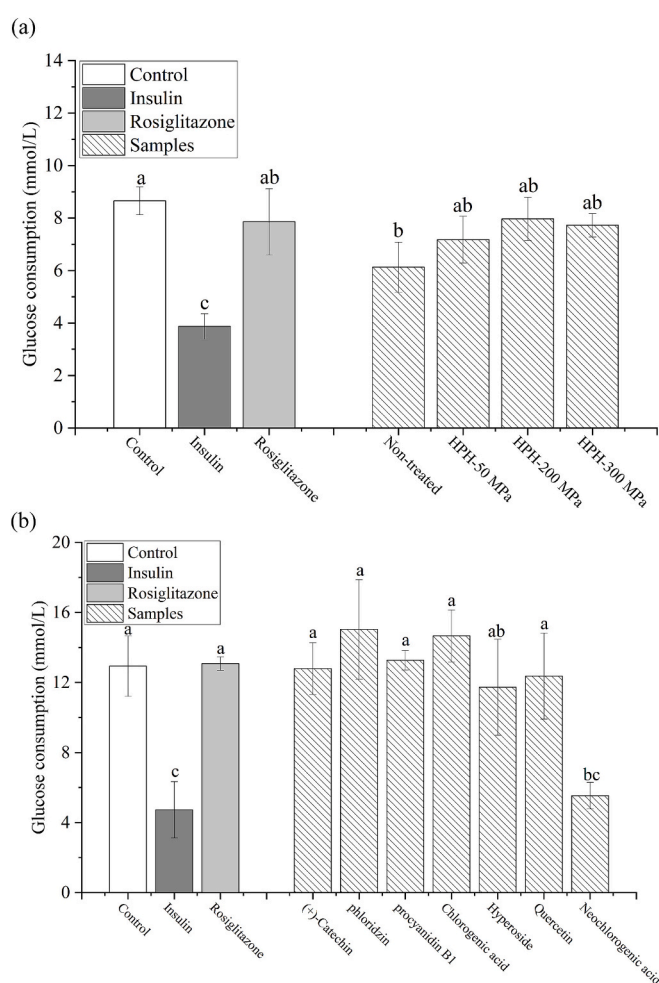 (a)
Glucose consumption (mmol/L)
14
12
10
8
6
4
2
0
Control
Insulin
Rosiglitazone
Samples
a
c
ab
b
ab
ab
ab
Control
Insulin
Rosiglitazone
Non-treated
HPH-50 MPa
HPH-200 MPa
HPH-300 MPa
(b)
Glucose consumption (mmol/L)
20
16
12
8
4
0
Control
Insulin
Rosiglitazone
Samples
a
c
a
a
a
a
a
ab
a
bc
Control
Insulin
Rosiglitazone
(+)-Catechin
phloridzin
procyanidin B1
Chlorogenic acid
Hyperoside
Quercetin
Neochlorogenic acid